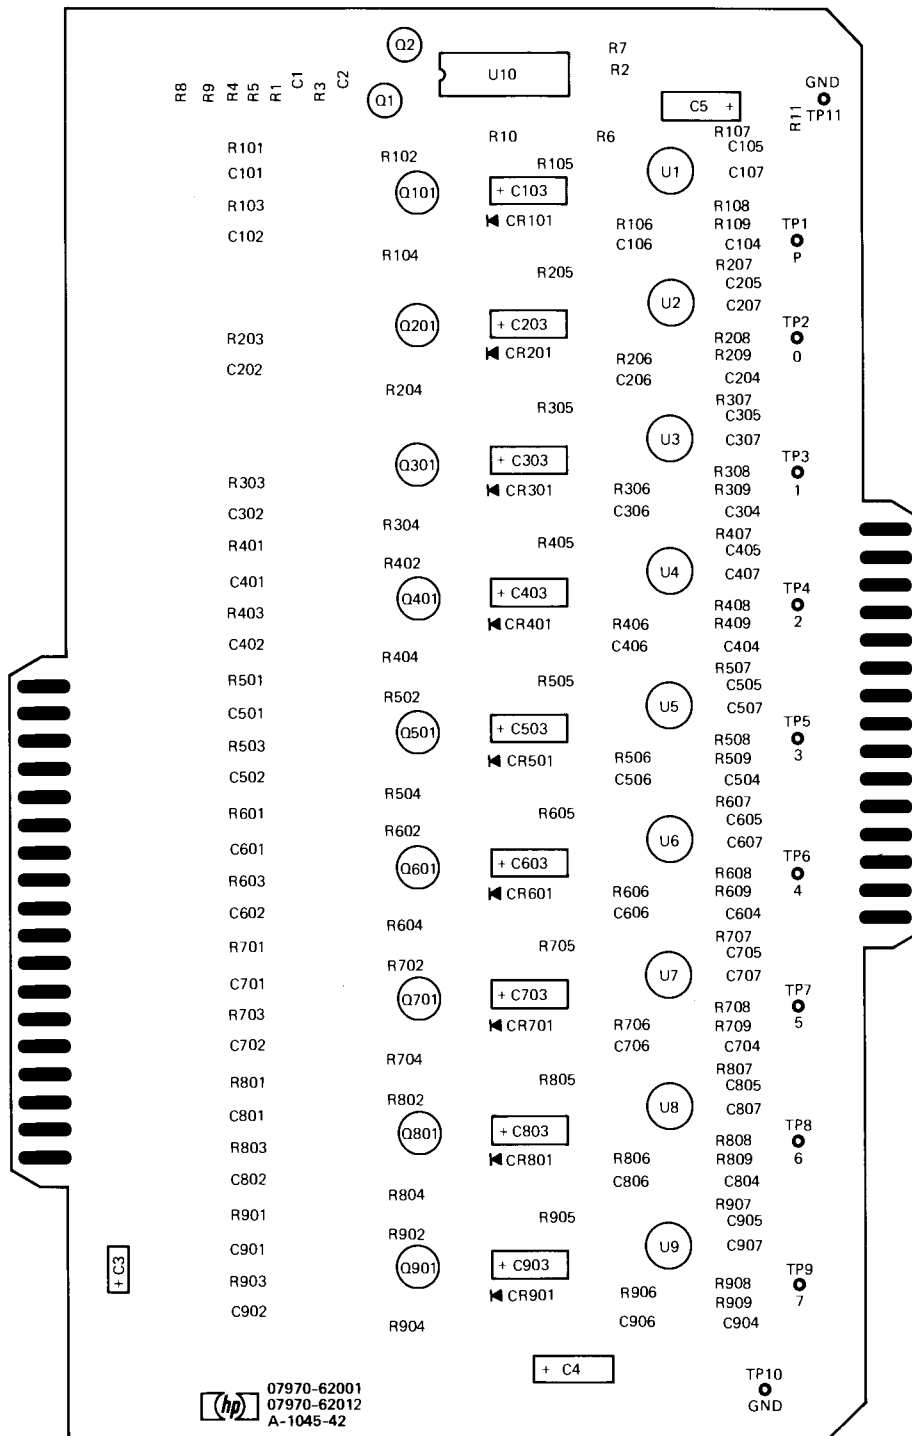 Q2
R7
U10
R2
R8
R9
R4
R5
R1
C1
R3
C2
Q1
C5 +
GND
TP11
R11
R10
R6
R107
C105
R101
R102
R105
U1
C107
C101
Q101
+ C103
R103
R108
CR101
R106
R109
TP1
C102
C106
C104
P
R104
R207
R205
C205
U2
C207
Q201
+ C203
TP2
R203
R208
CR201
R206
R209
0
C202
C206
C204
R204
R307
R305
C305
U3
C307
Q301
+ C303
TP3
R303
R308
CR301
R306
R309
1
C302
C306
C304
R304
R407
R401
R405
C405
R402
U4
C407
C401
Q401
+ C403
TP4
R403
R408
CR401
R406
R409
2
C402
C406
C404
R404
R507
R501
R505
C505
R502
U5
C507
C501
Q501
+ C503
TP5
R503
R508
CR501
R506
R509
3
C502
C506
C504
R504
R607
R601
R605
C605
R602
U6
C607
C601
Q601
+ C603
TP6
R603
R608
CR601
R606
R609
4
C602
C606
C604
R604
R707
R701
R705
C705
R702
U7
C707
C701
Q701
+ C703
TP7
R703
R708
CR701
R706
R709
5
C702
C706
C704
R704
R807
R801
R805
C805
R802
U8
C807
C801
Q801
+ C803
TP8
R803
R808
CR801
R806
R809
6
C802
C806
C804
R804
R907
R901
R905
C905
R902
U9
C907
C901
Q901
+ C903
+ C3
TP9
R903
R908
CR901
R906
R909
7
C902
C906
C904
R904
+ C4
TP10
GND
hp
07970-62001
07970-62012
A-1045-42